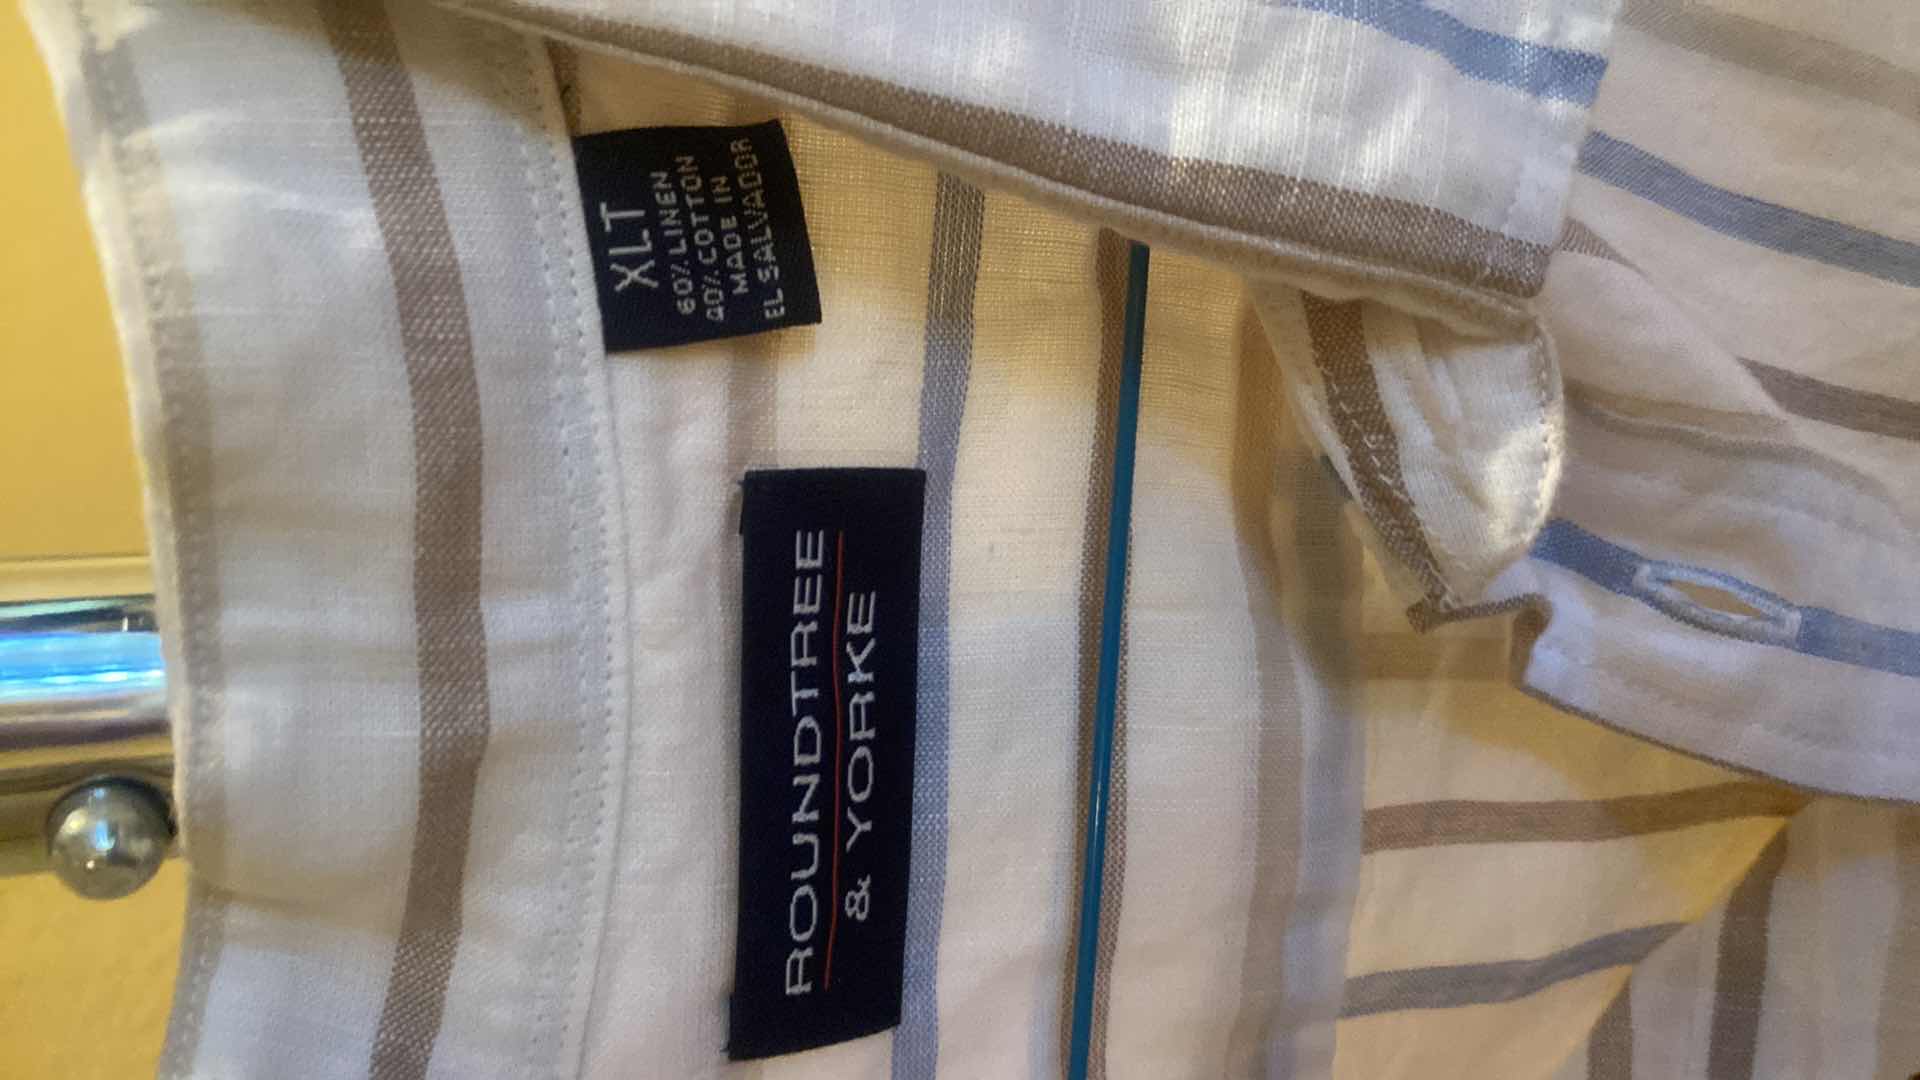 XLT
60% LINEN
40% COTTON
MADE IN
EL SALVADOR
ROUNDTREE
& YORKE